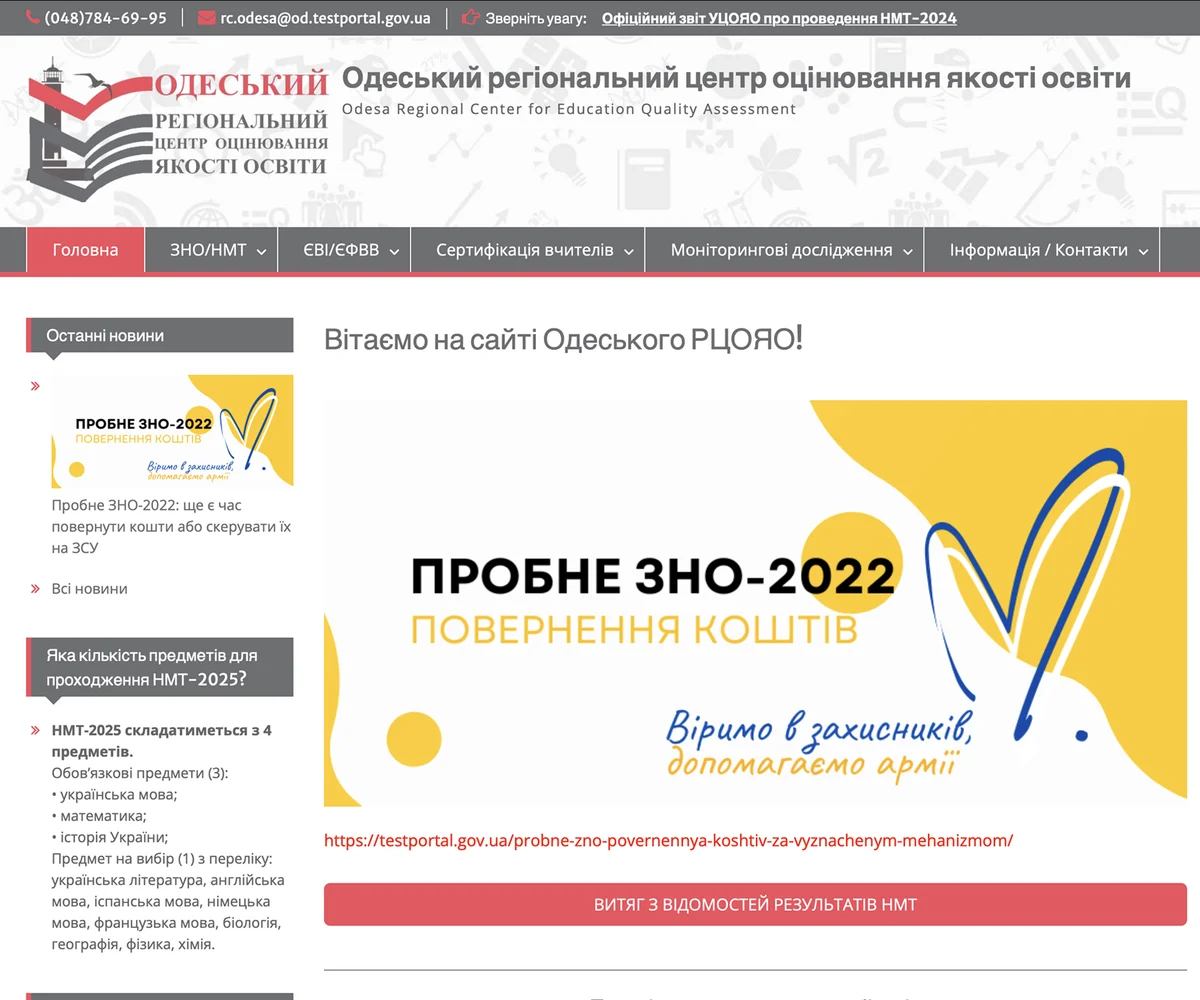 (048)784-69-95
rc.odesa@od.testportal.gov.ua
Зверніть увагу: Офіційний звіт УЦОЯО про проведення НМТ-2024
ОДЕСЬКИЙ
РЕГІОНАЛЬНИЙ
ЦЕНТР ОЦІНЮВАННЯ
ЯКОСТІ ОСВІТИ
Одеський регіональний центр оцінювання якості освіти
Odesa Regional Center for Education Quality Assessment
Головна
ЗНО/НМТ
ЄВІ/ЄФВВ
Сертифікація вчителів
Моніторингові дослідження
Інформація / Контакти
Останні новини
ПРОБНЕ ЗНО-2022
ПОВЕРНЕННЯ КОШТІВ
Віримо в захисників,
допомагаємо армії
Пробне ЗНО-2022: ще є час
повернути кошти або скерувати їх
на ЗСУ
Всі новини
Яка кількість предметів для
проходження НМТ-2025?
НМТ-2025 складатиметься з 4
предметів.
Обов’язкові предмети (3):
• українська мова;
• математика;
• історія України;
Предмет на вибір (1) з переліку:
українська література, англійська
мова, іспанська мова, німецька
мова, французька мова, біологія,
географія, фізика, хімія.
Вітаємо на сайті Одеського РЦОЯО!
ПРОБНЕ ЗНО-2022
ПОВЕРНЕННЯ КОШТІВ
Віримо в захисників,
допомагаємо армії
https://testportal.gov.ua/probne-zno-povernennya-koshtiv-za-vyznachenym-mehanizmom/
ВИТЯГ З ВІДОМОСТЕЙ РЕЗУЛЬТАТІВ НМТ